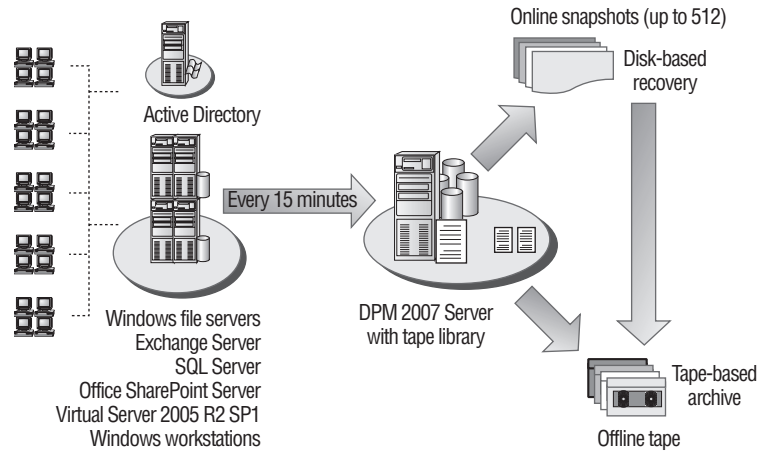 Online snapshots (up to 512)
Disk-based
recovery
Active Directory
Every 15 minutes
DPM 2007 Server
with tape library
Windows file servers
Exchange Server
SQL Server
Office SharePoint Server
Virtual Server 2005 R2 SP1
Windows workstations
Tape-based
archive
Offline tape